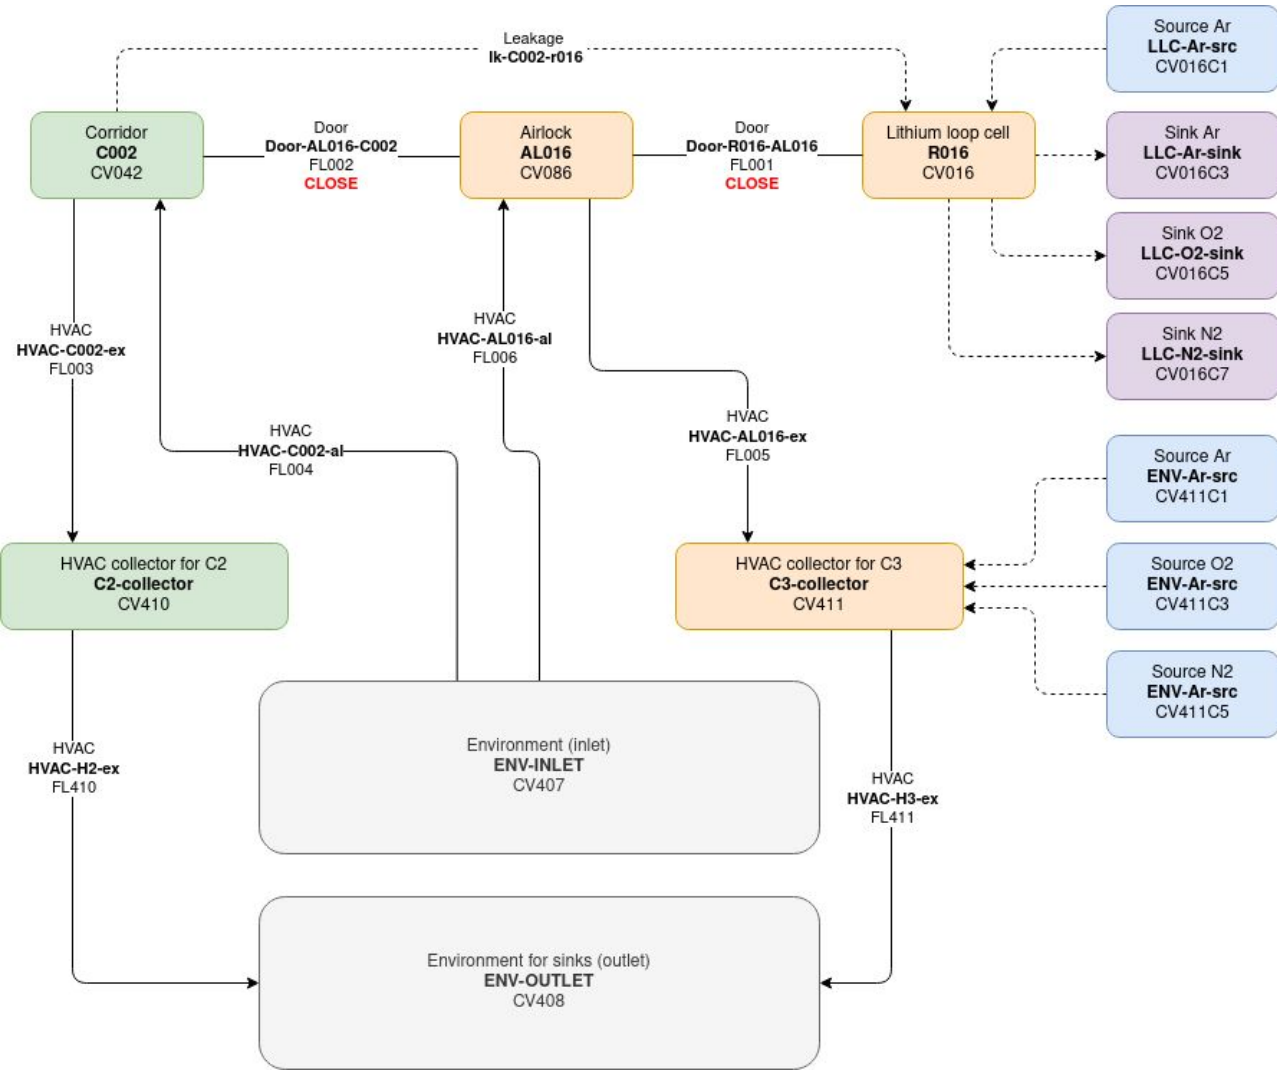 Leakage
lk-C002-r016
Source Ar
LLC-Ar-src
CV016C1
Corridor
C002
CV042
Door
Door-AL016-C002
FL002
CLOSE
Airlock
AL016
CV086
Door
Door-R016-AL016
FL001
CLOSE
Lithium loop cell
R016
CV016
Sink Ar
LLC-Ar-sink
CV016C3
Sink O2
LLC-O2-sink
CV016C5
Sink N2
LLC-N2-sink
CV016C7
HVAC
HVAC-C002-ex
FL003
HVAC
HVAC-AL016-al
FL006
HVAC
HVAC-C002-al
FL004
HVAC
HVAC-AL016-ex
FL005
Source Ar
ENV-Ar-src
CV411C1
HVAC collector for C2
C2-collector
CV410
HVAC collector for C3
C3-collector
CV411
Source O2
ENV-Ar-src
CV411C3
Source N2
ENV-Ar-src
CV411C5
HVAC
HVAC-H2-ex
FL410
Environment (inlet)
ENV-INLET
CV407
HVAC
HVAC-H3-ex
FL411
Environment for sinks (outlet)
ENV-OUTLET
CV408